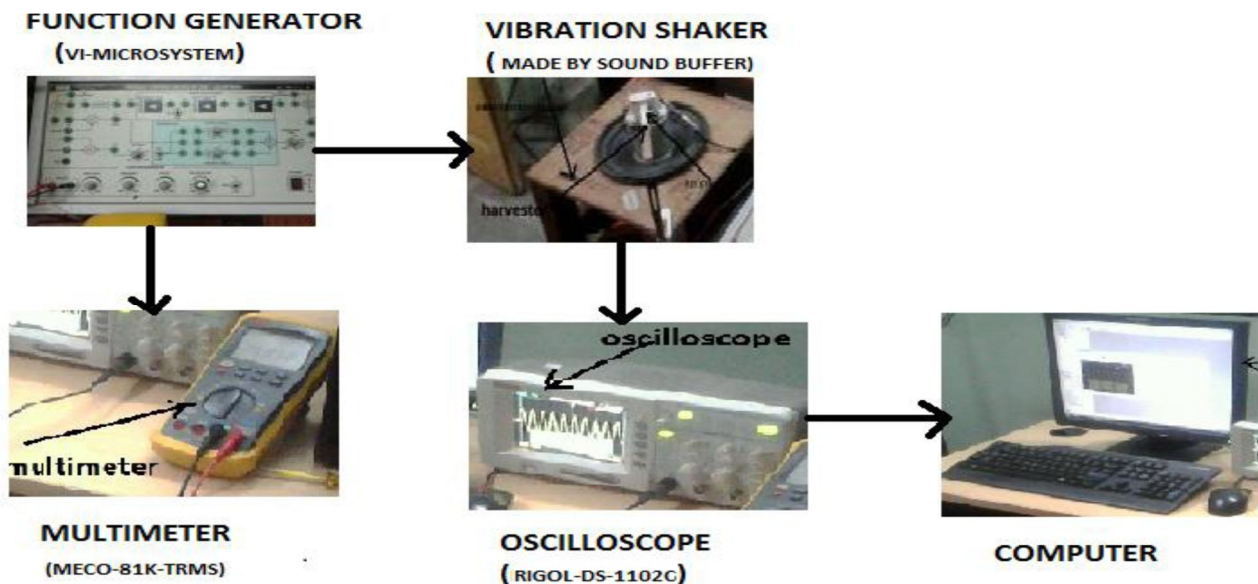 FUNCTION GENERATOR
(VI-MICROSYSTEM)
VIBRATION SHAKER
( MADE BY SOUND BUFFER)
harvester
oscilloscope
multimeter
MULTIMETER
(MECO-81K-TRMS)
OSCILLOSCOPE
( RIGOL-DS-1102C)
COMPUTER